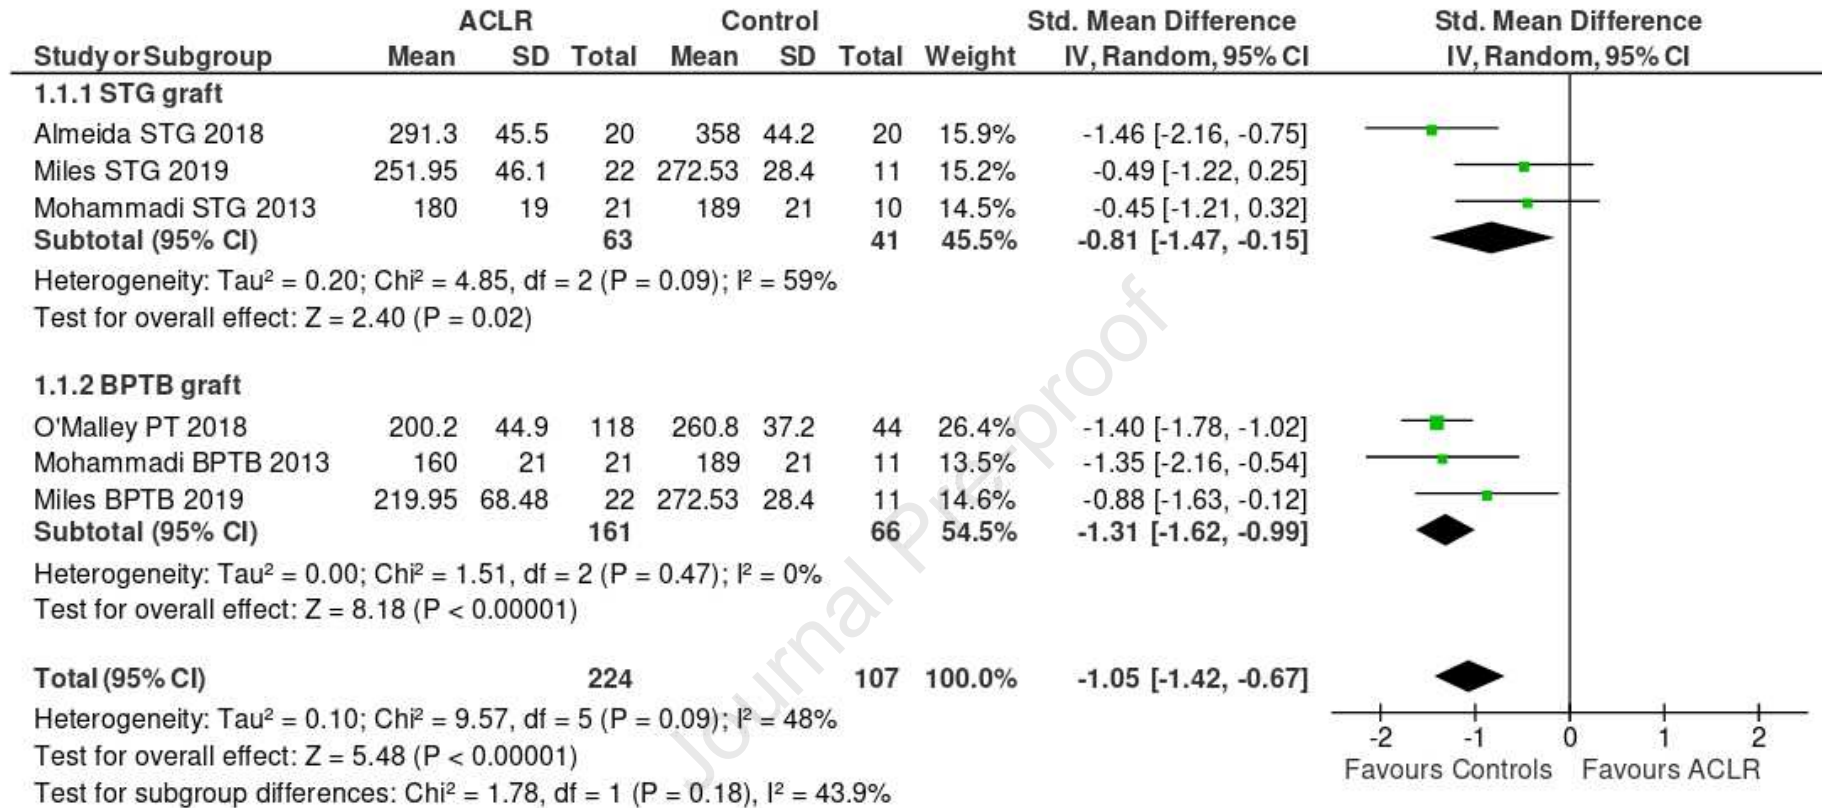 ACLR Control Std. Mean Difference Std. Mean Difference
Study or Subgroup Mean SD Total Mean SD Total Weight IV, Random, 95% CI IV, Random, 95% CI
1.1.1 STG graft
Almeida STG 2018 291.3 45.5 20 358 44.2 20 15.9% -1.46 [-2.16, -0.75]
Miles STG 2019 251.95 46.1 22 272.53 28.4 11 15.2% -0.49 [-1.22, 0.25]
Mohammadi STG 2013 180 19 21 189 21 10 14.5% -0.45 [-1.21, 0.32]
Subtotal (95% CI) 63 41 45.5% -0.81 [-1.47, -0.15]
Heterogeneity: Tau² = 0.20; Chi² = 4.85, df = 2 (P = 0.09); I² = 59%
Test for overall effect: Z = 2.40 (P = 0.02)
1.1.2 BPTB graft
O'Malley PT 2018 200.2 44.9 118 260.8 37.2 44 26.4% -1.40 [-1.78, -1.02]
Mohammadi BPTB 2013 160 21 21 189 21 11 13.5% -1.35 [-2.16, -0.54]
Miles BPTB 2019 219.95 68.48 22 272.53 28.4 11 14.6% -0.88 [-1.63, -0.12]
Subtotal (95% CI) 161 66 54.5% -1.31 [-1.62, -0.99]
Heterogeneity: Tau² = 0.00; Chi² = 1.51, df = 2 (P = 0.47); I² = 0%
Test for overall effect: Z = 8.18 (P < 0.00001)
Total (95% CI) 224 107 100.0% -1.05 [-1.42, -0.67]
Heterogeneity: Tau² = 0.10; Chi² = 9.57, df = 5 (P = 0.09); I² = 48%
Test for overall effect: Z = 5.48 (P < 0.00001)
Test for subgroup differences: Chi² = 1.78, df = 1 (P = 0.18), I² = 43.9%
-2 -1 0 1 2
Favours Controls Favours ACLR
Journal Pre-proof